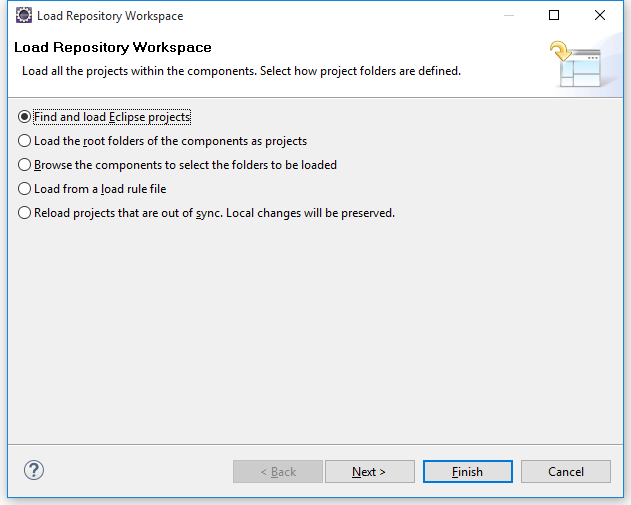 Load Repository Workspace
Load Repository Workspace
Load all the projects within the components. Select how project folders are defined.
Find and load Eclipse projects
Load the root folders of the components as projects
Browse the components to select the folders to be loaded
Load from a load rule file
Reload projects that are out of sync. Local changes will be preserved.
? < Back Next > Finish Cancel